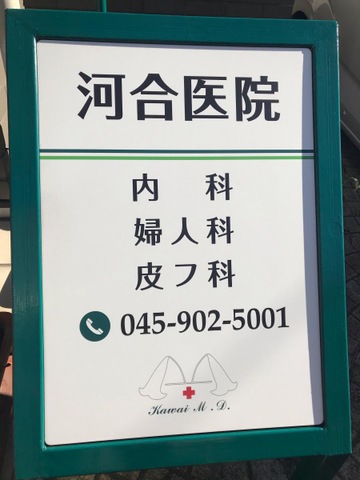 河合医院
内 科
婦人科
皮フ科
045-902-5001
Kawai M.D.